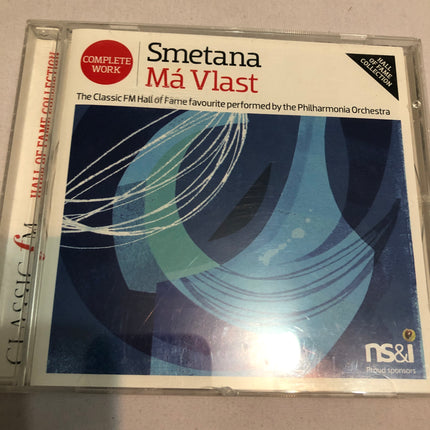 COMPLETE
WORK
Smetana
Má Vlast
HALL
OF FAME
COLLECTION
The Classic FM Hall of Fame favourite performed by the Philharmonia Orchestra
CLASSIC fM
HALL OF FAME COLLECTION
ns&i
Proud sponsors